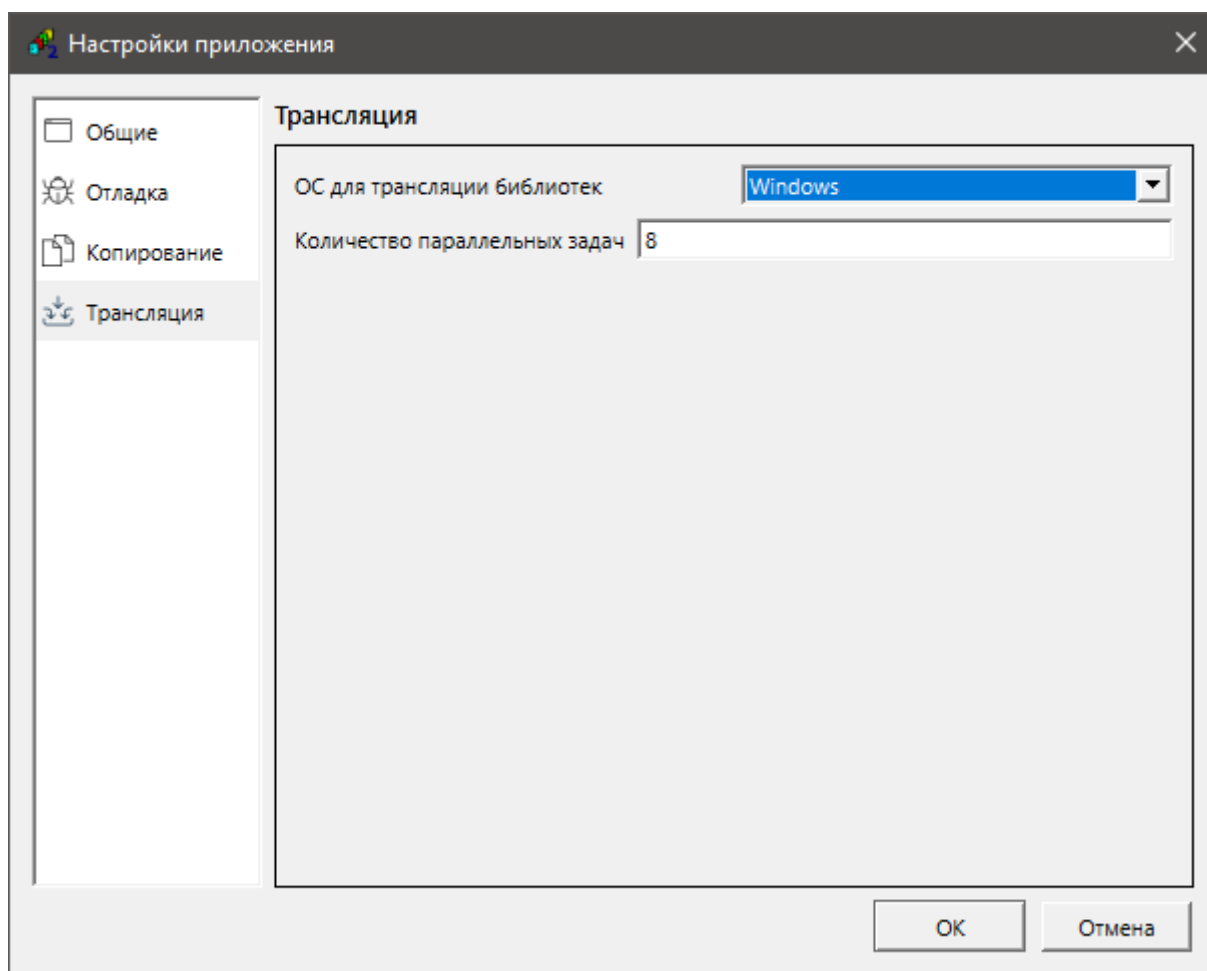 Настройки приложения
Общие
Отладка
Копирование
Трансляция
Трансляция
ОС для трансляции библиотек Windows
Количество параллельных задач 8
ОК Отмена